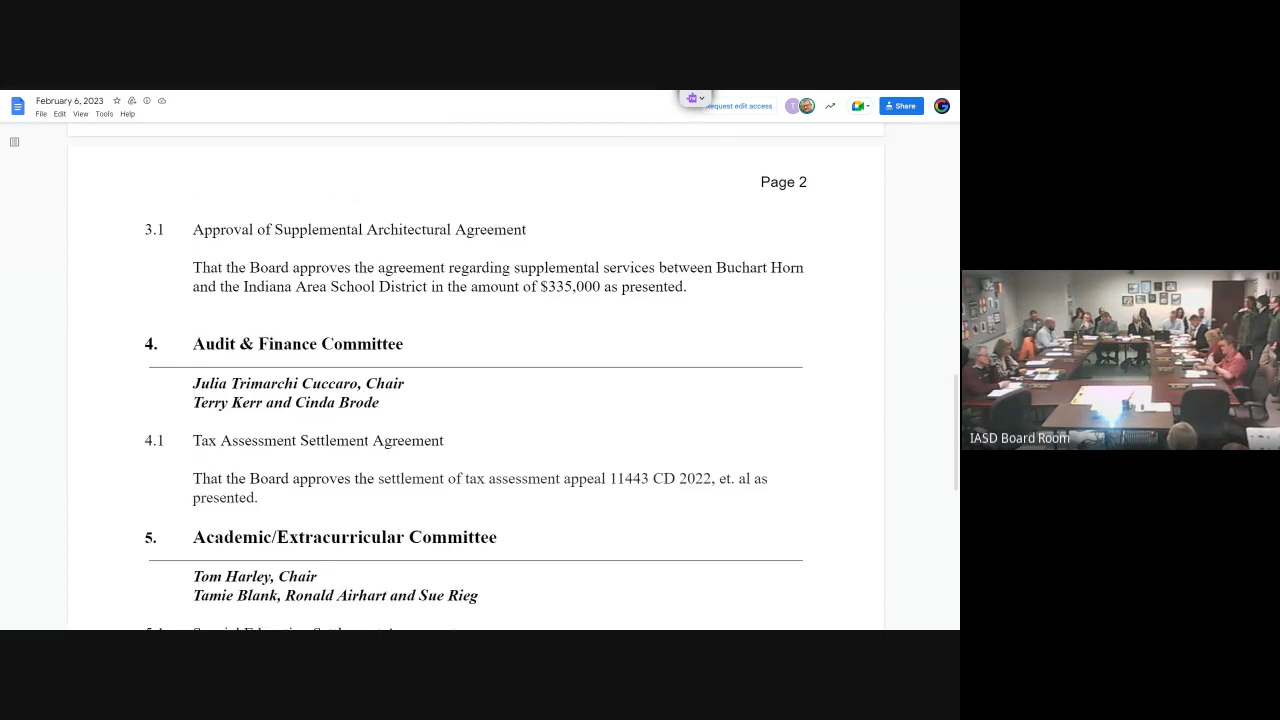 February 6, 2023
File Edit View Tools Help
Request edit access
T
Share
Page 2
3.1 Approval of Supplemental Architectural Agreement
That the Board approves the agreement regarding supplemental services between Buchart Horn
and the Indiana Area School District in the amount of $335,000 as presented.
4. Audit & Finance Committee
Julia Trimarchi Cuccaro, Chair
Terry Kerr and Cinda Brode
4.1 Tax Assessment Settlement Agreement
That the Board approves the settlement of tax assessment appeal 11443 CD 2022, et. al as
presented.
5. Academic/Extracurricular Committee
Tom Harley, Chair
Tamie Blank, Ronald Airhart and Sue Rieg
IASD Board Room